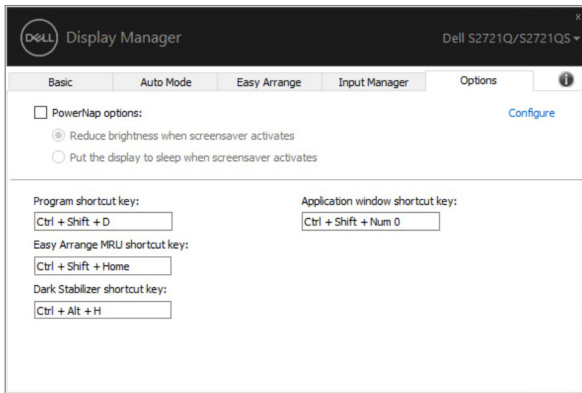 x
DELL Display Manager Dell S2721Q/S2721QS
Basic Auto Mode Easy Arrange Input Manager Options
PowerNap options: Configure
Reduce brightness when screensaver activates
Put the display to sleep when screensaver activates
Program shortcut key: Application window shortcut key:
Ctrl + Shift + D Ctrl + Shift + Num 0
Easy Arrange MRU shortcut key:
Ctrl + Shift + Home
Dark Stabilizer shortcut key:
Ctrl + Alt + H